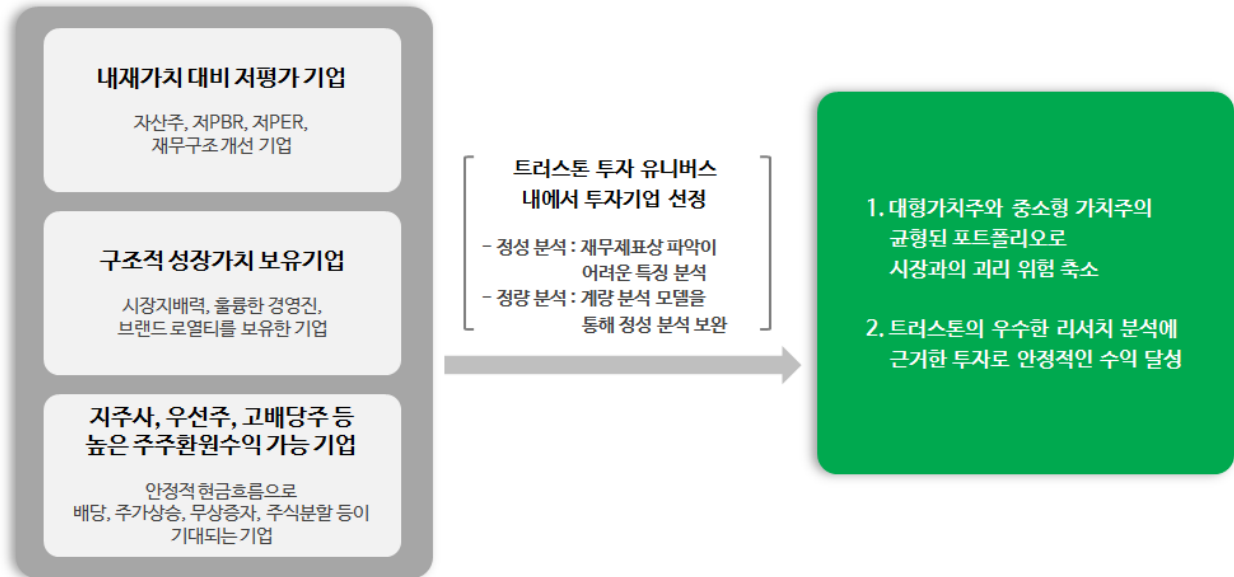 내재가치 대비 저평가 기업
자산주, 저PBR, 저PER,
재무구조 개선 기업
구조적 성장가치 보유기업
시장지배력, 훌륭한 경영진,
브랜드 로열티를 보유한 기업
지주사, 우선주, 고배당주 등
높은 주주환원수익 가능 기업
안정적 현금흐름으로
배당, 주가상승, 무상증자, 주식분할 등이
기대되는 기업
트러스톤 투자 유니버스
내에서 투자기업 선정
- 정성 분석 : 재무제표상 파악이
어려운 특징 분석
- 정량 분석 : 계량 분석 모델을
통해 정성 분석 보완
1. 대형가치주와 중소형 가치주의
균형된 포트폴리오로
시장과의 괴리 위험 축소
2. 트러스톤의 우수한 리서치 분석에
근거한 투자로 안정적인 수익 달성